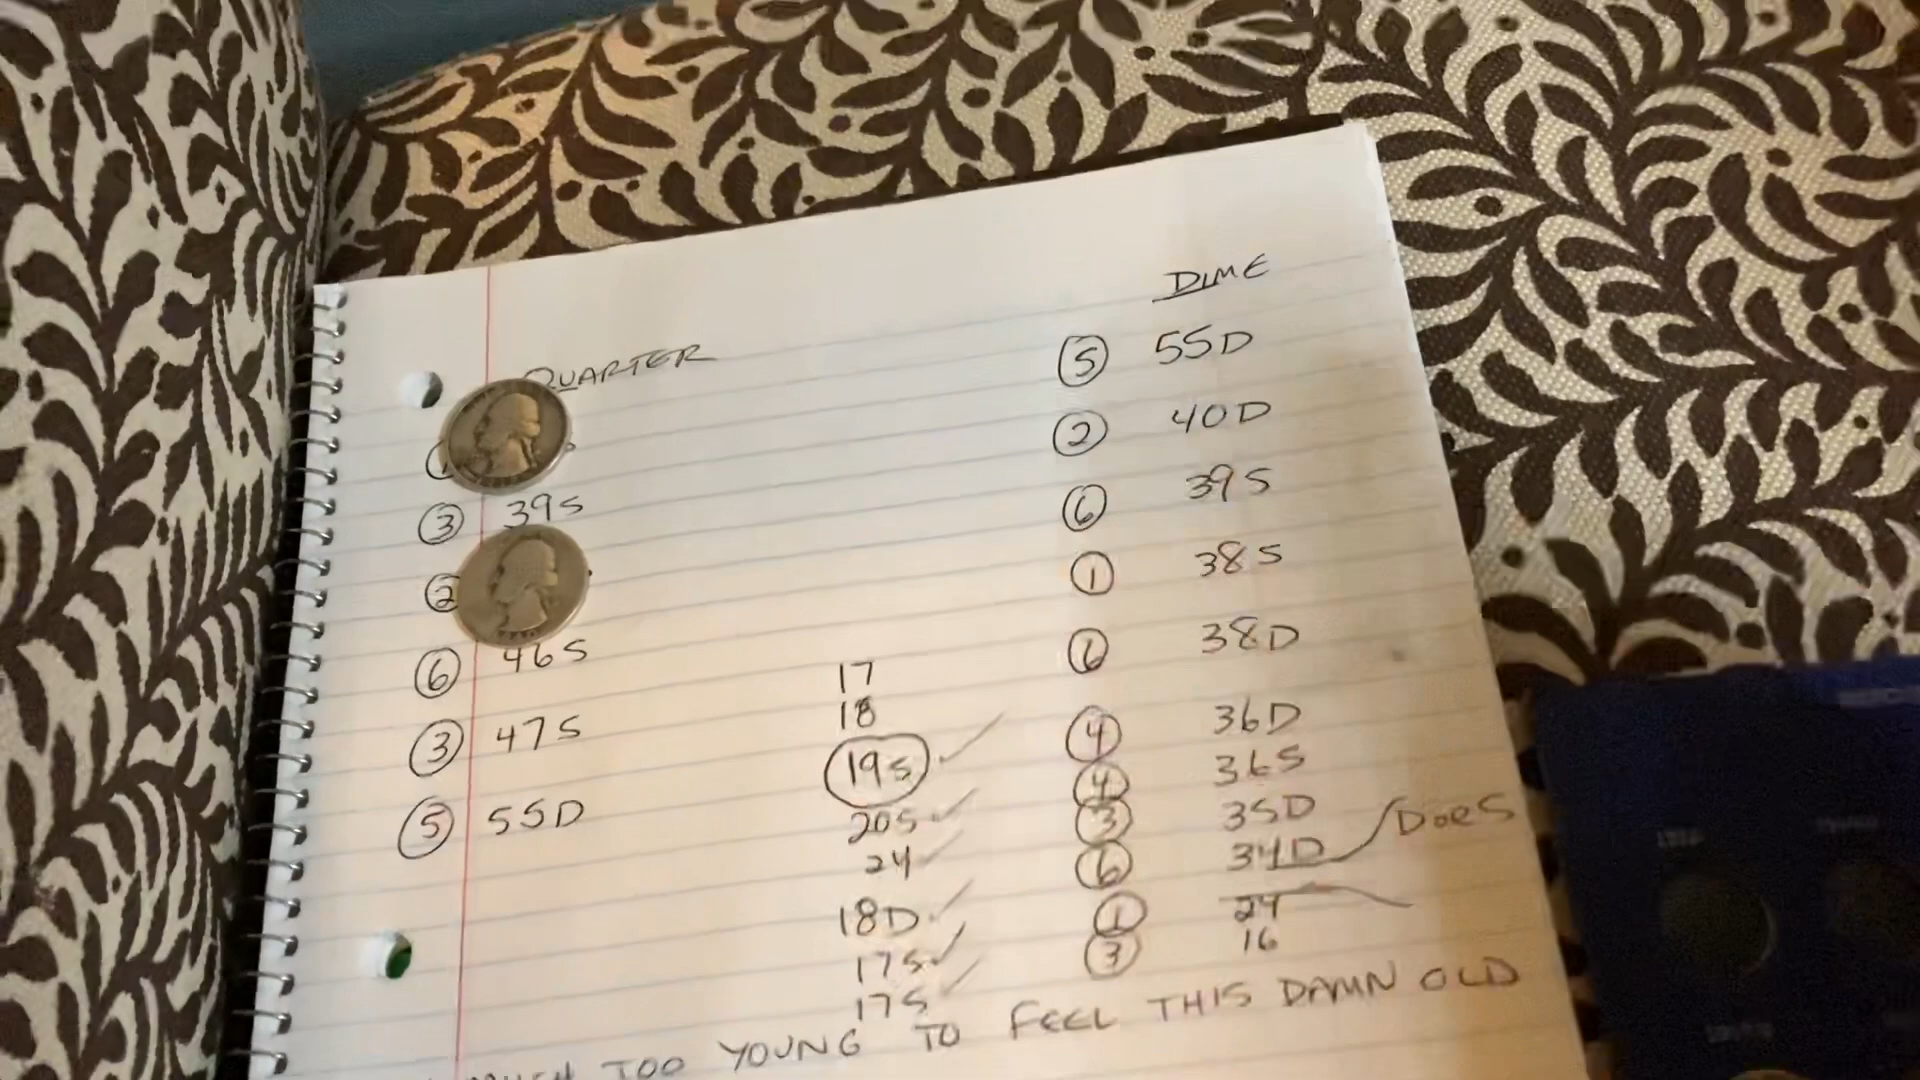 QUARTER
3 39S
2
6 46S
3 47S
5 55D
17
18
19S
20S
24
18D
17S
17S
DIME
5 55D
2 40D
6 39S
1 38S
6 38D
4 36D
4 36S
3 35D
6 34D DOES
1 24
3 16
TOO YOUNG TO FEEL THIS DAMN OLD